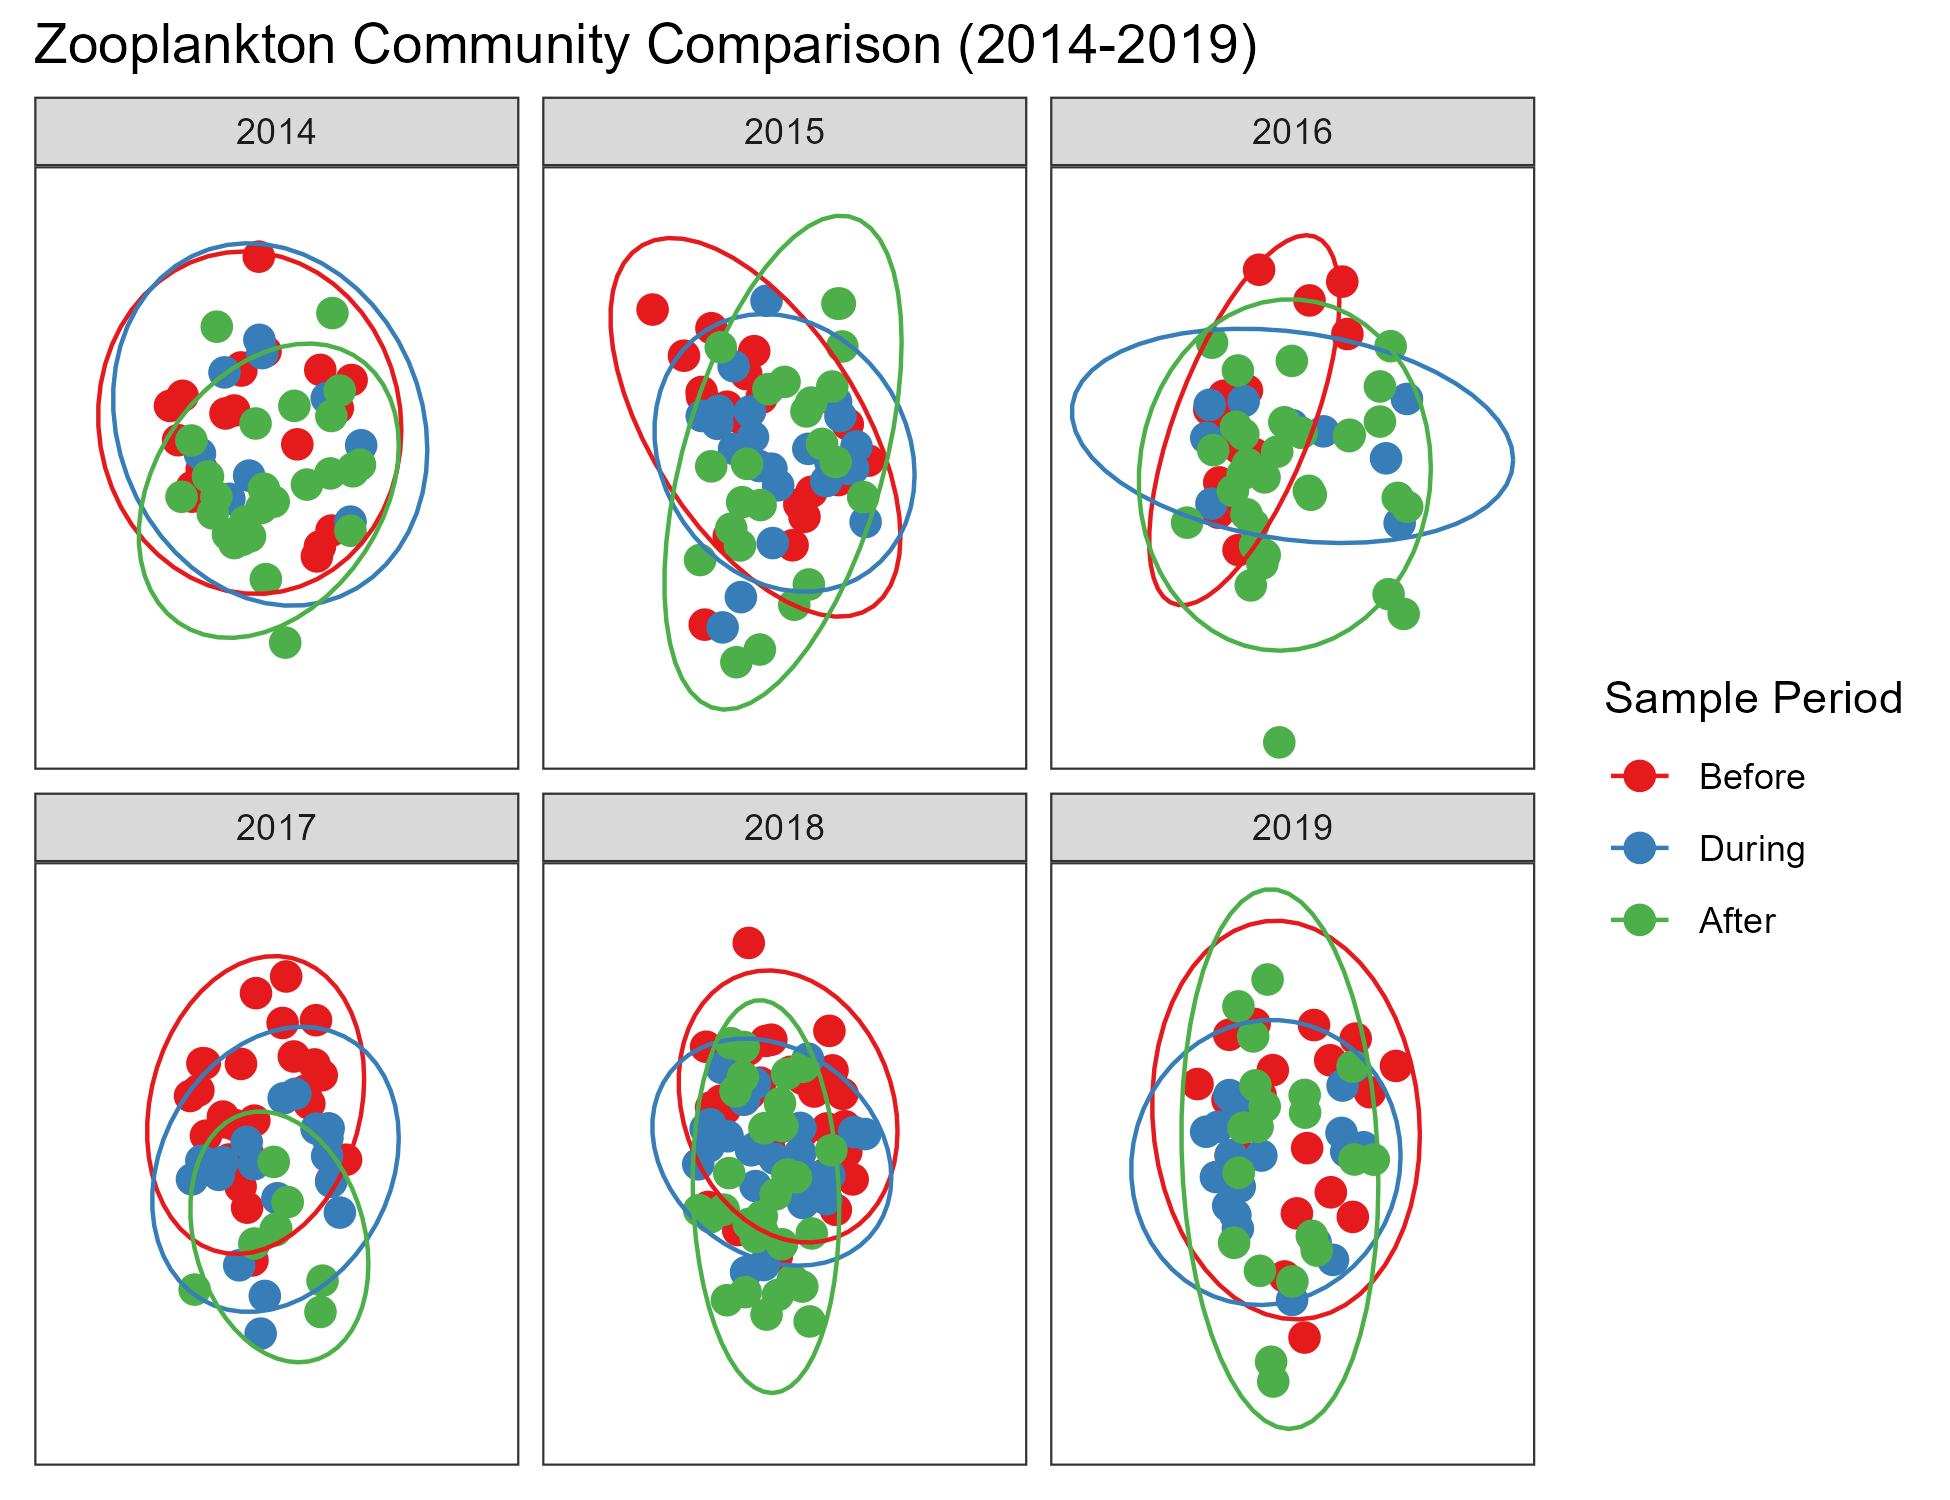 Zooplankton Community Comparison (2014-2019)
2014
2015
2016
2017
2018
2019
Sample Period
Before
During
After